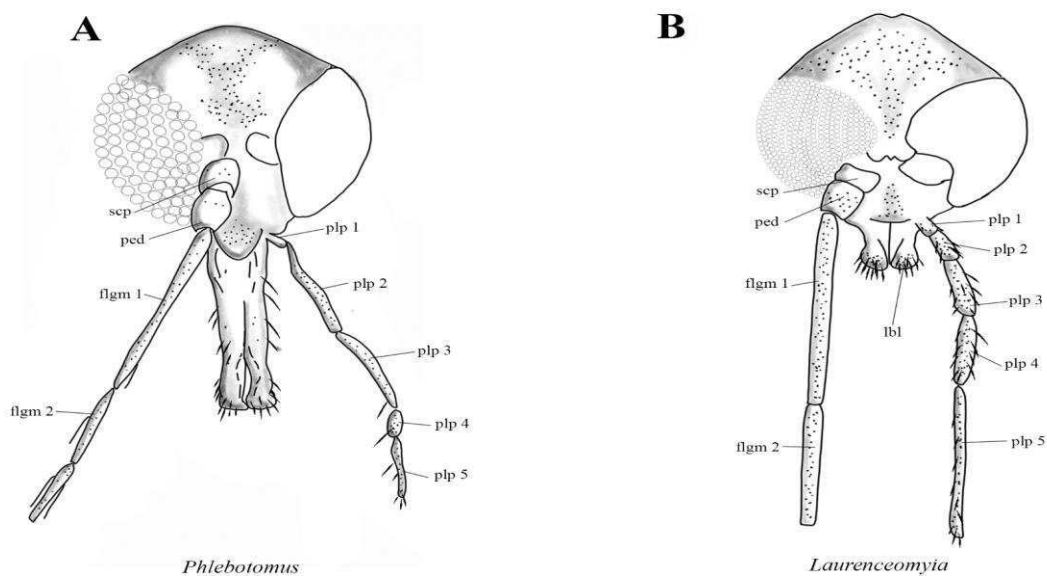 A
scp
ped
flgm 1
flgm 2
plp 1
plp 2
plp 3
plp 4
plp 5
Phlebotomus
B
scp
ped
flgm 1
flgm 2
lbl
plp 1
plp 2
plp 3
plp 4
plp 5
Laurenceomyia